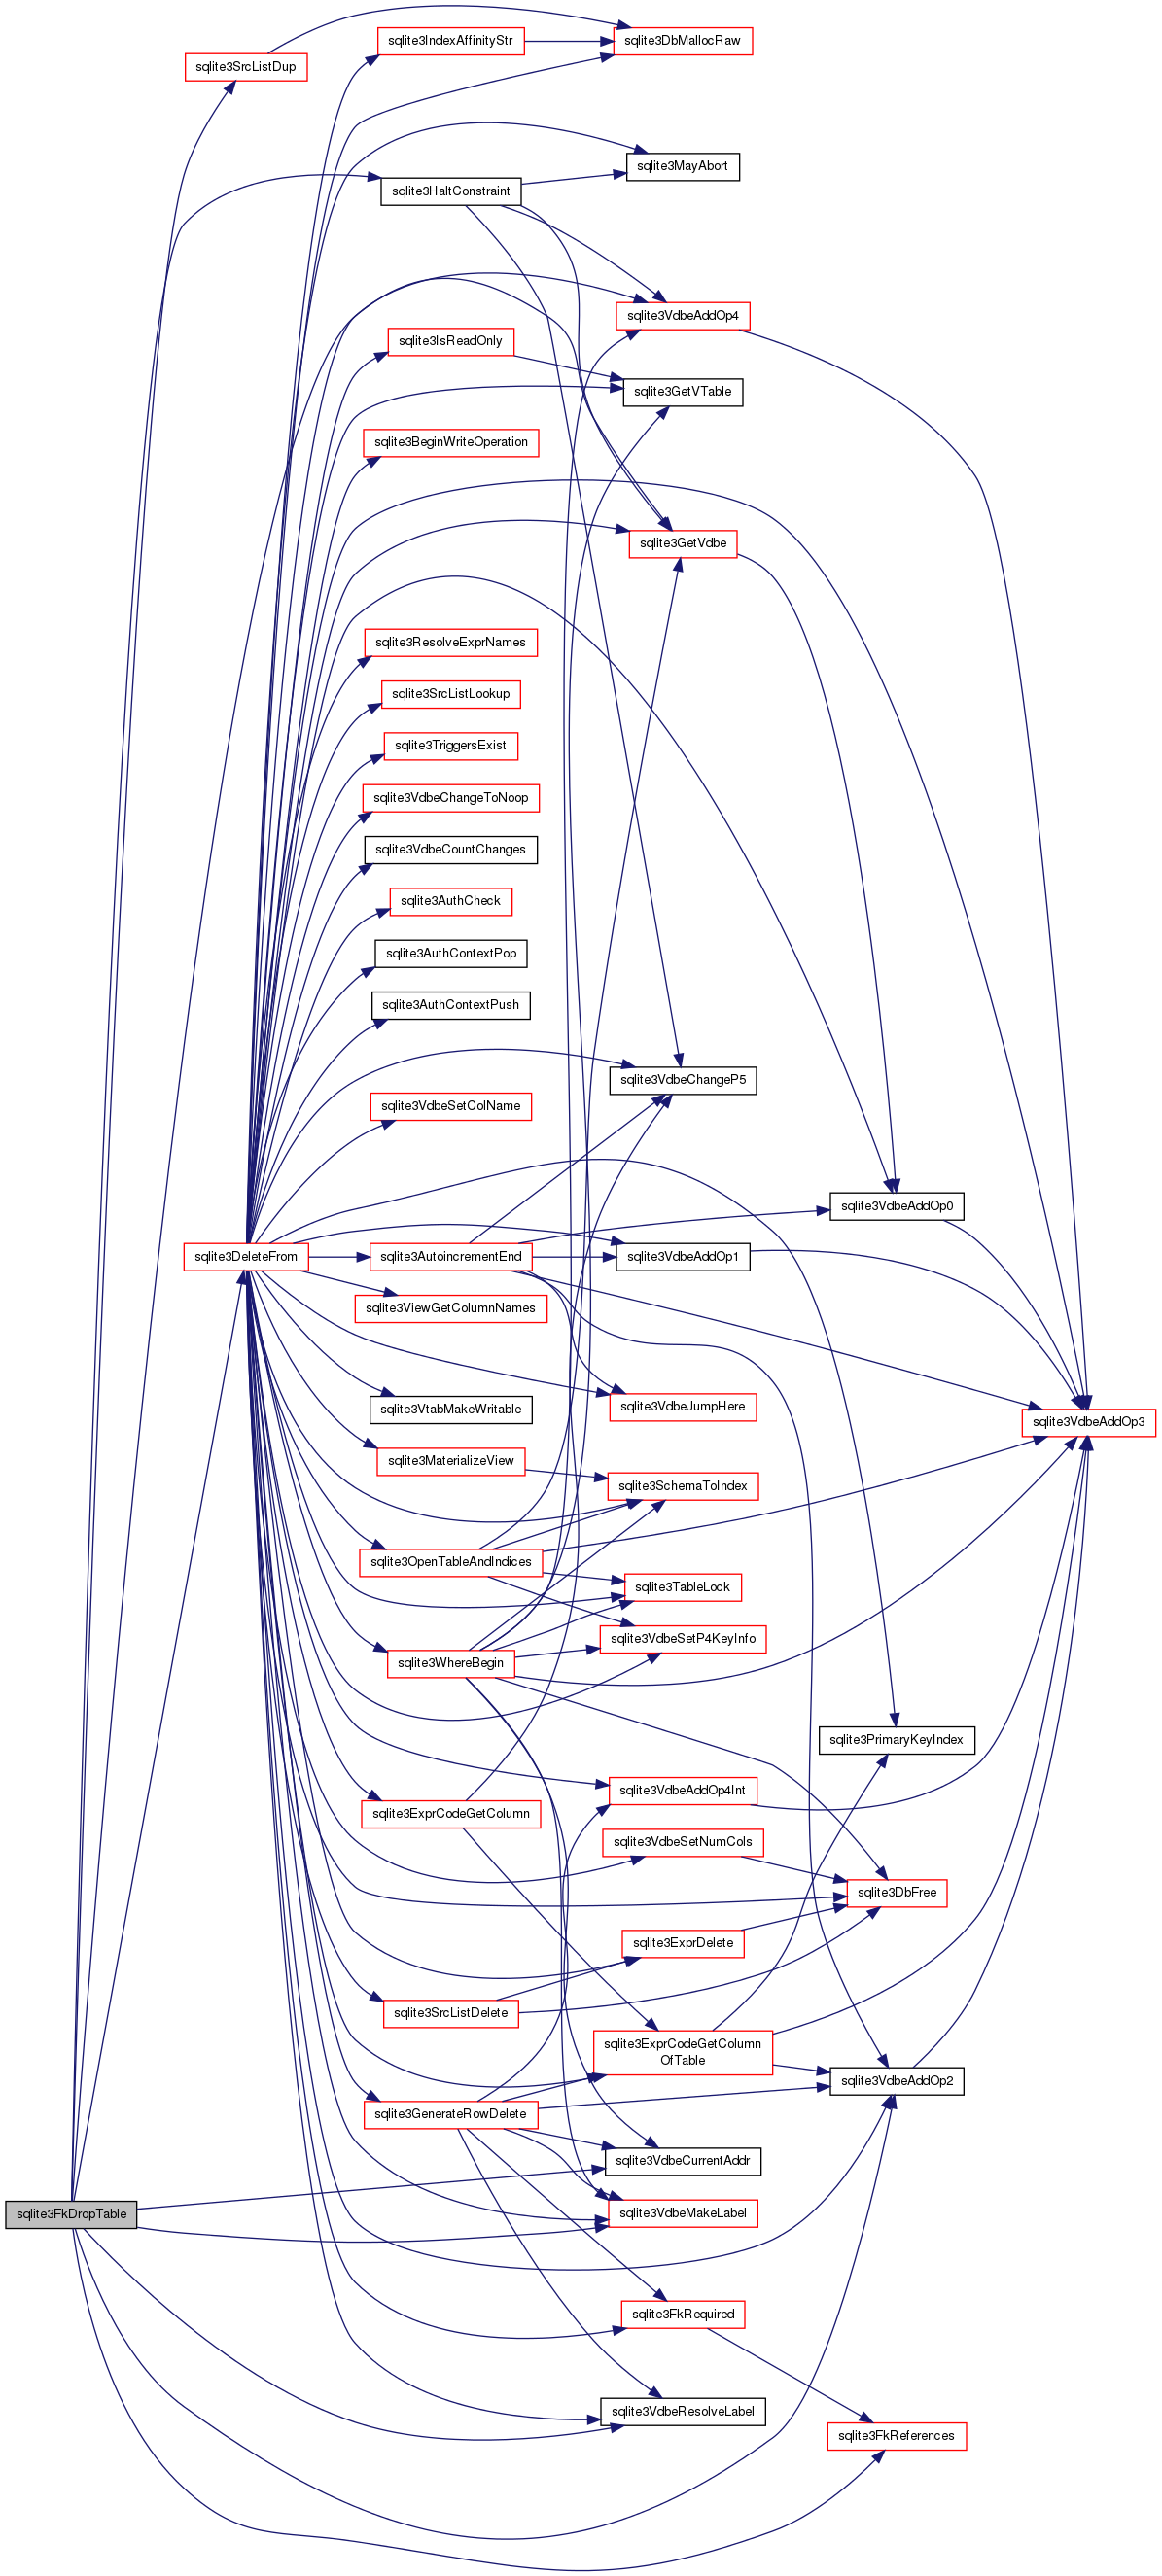 sqlite3IndexAffinityStr
sqlite3DbMallocRaw
sqlite3SrcListDup
sqlite3MayAbort
sqlite3HaltConstraint
sqlite3VdbeAddOp4
sqlite3IsReadOnly
sqlite3GetVTable
sqlite3BeginWriteOperation
sqlite3GetVdbe
sqlite3ResolveExprNames
sqlite3SrcListLookup
sqlite3TriggersExist
sqlite3VdbeChangeToNoop
sqlite3VdbeCountChanges
sqlite3AuthCheck
sqlite3AuthContextPop
sqlite3AuthContextPush
sqlite3VdbeChangeP5
sqlite3VdbeSetColName
sqlite3VdbeAddOp0
sqlite3DeleteFrom
sqlite3AutoincrementEnd
sqlite3VdbeAddOp1
sqlite3ViewGetColumnNames
sqlite3VtabMakeWritable
sqlite3VdbeJumpHere
sqlite3VdbeAddOp3
sqlite3MaterializeView
sqlite3SchemaToIndex
sqlite3OpenTableAndIndices
sqlite3TableLock
sqlite3VdbeSetP4KeyInfo
sqlite3WhereBegin
sqlite3PrimaryKeyIndex
sqlite3VdbeAddOp4Int
sqlite3ExprCodeGetColumn
sqlite3VdbeSetNumCols
sqlite3DbFree
sqlite3ExprDelete
sqlite3SrcListDelete
sqlite3ExprCodeGetColumn
OfTable
sqlite3VdbeAddOp2
sqlite3GenerateRowDelete
sqlite3VdbeCurrentAddr
sqlite3FkDropTable
sqlite3VdbeMakeLabel
sqlite3FkRequired
sqlite3VdbeResolveLabel
sqlite3FkReferences